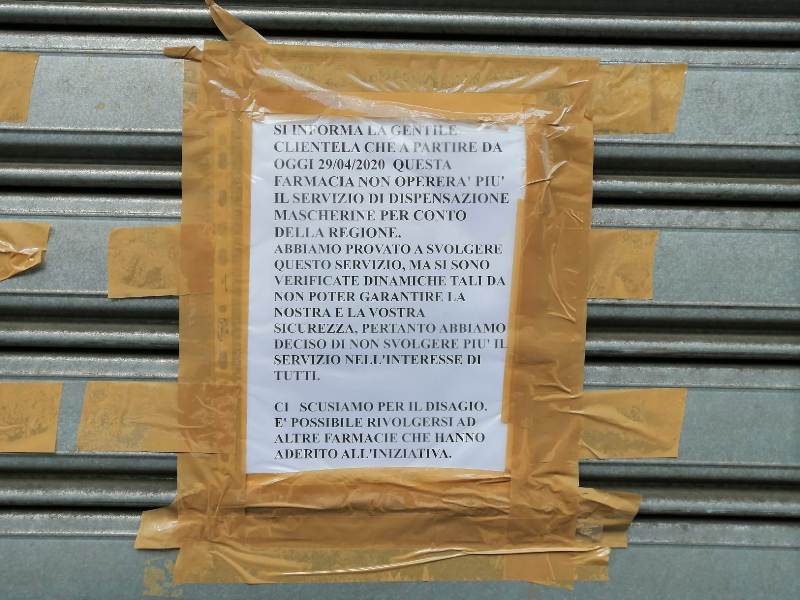 SI INFORMA LA GENTILE
CLIENTELA CHE A PARTIRE DA
OGGI 29/04/2020 QUESTA
FARMACIA NON OPERERA' PIU'
IL SERVIZIO DI DISPENSAZIONE
MASCHERINE PER CONTO
DELLA REGIONE.
ABBIAMO PROVATO A SVOLGERE
QUESTO SERVIZIO, MA SI SONO
VERIFICATE DINAMICHE TALI DA
NON POTER GARANTIRE LA
NOSTRA E LA VOSTRA
SICUREZZA, PERTANTO ABBIAMO
DECISO DI NON SVOLGERE PIU' IL
SERVIZIO NELL'INTERESSE DI
TUTTI.
CI SCUSIAMO PER IL DISAGIO.
E' POSSIBILE RIVOLGERSI AD
ALTRE FARMACIE CHE HANNO
ADERITO ALL'INIZIATIVA.